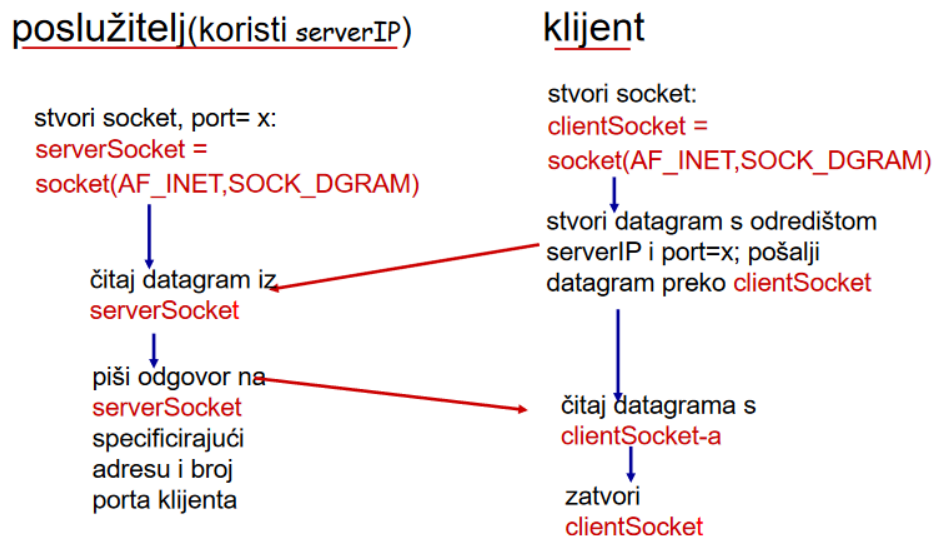 poslužitelj(koristi serverIP)
stvori socket, port= x:
serverSocket =
socket(AF_INET,SOCK_DGRAM)
čitaj datagram iz
serverSocket
piši odgovor na
serverSocket
specificirajući
adresu i broj
porta klijenta
klijent
stvori socket:
clientSocket =
socket(AF_INET,SOCK_DGRAM)
stvori datagram s odredištom
serverIP i port=x; pošalji
datagram preko clientSocket
čitaj datagrama s
clientSocket-a
zatvori
clientSocket